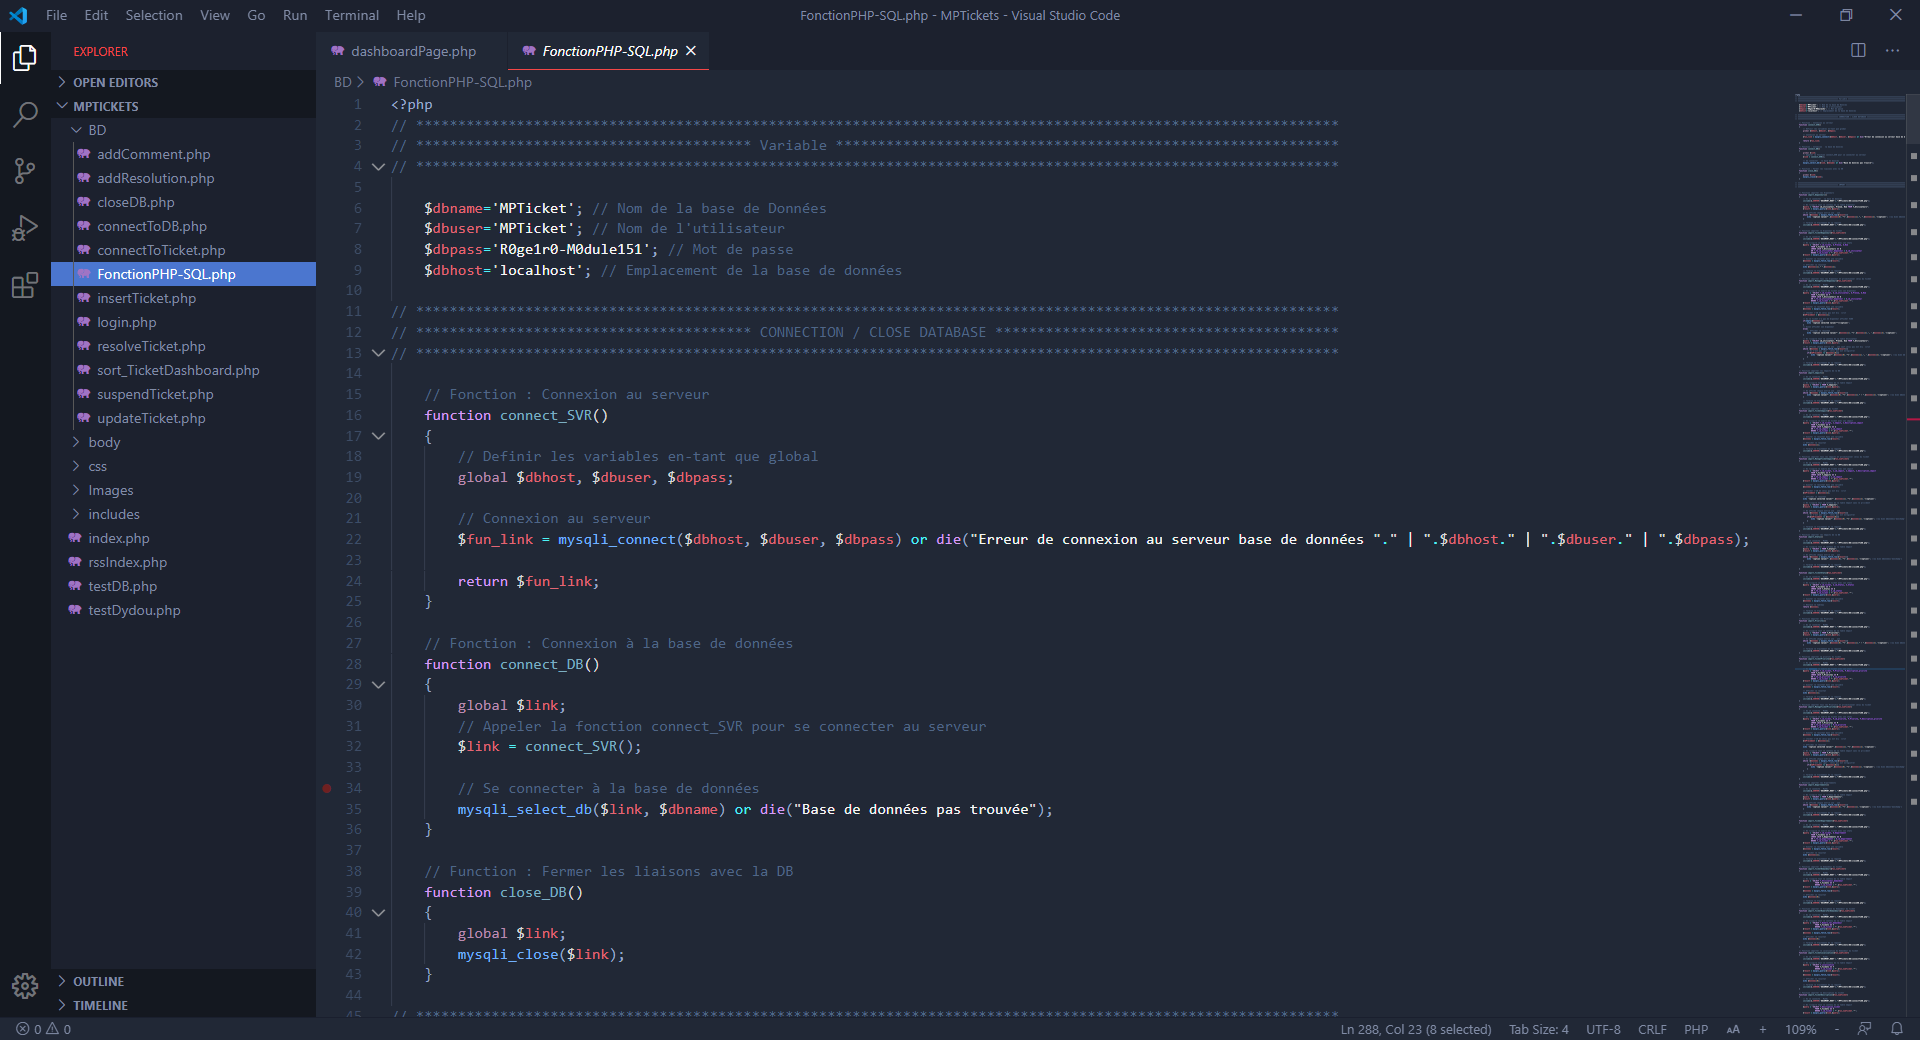 File Edit Selection View Go Run Terminal Help
FonctionPHP-SQL.php - MPTickets - Visual Studio Code
EXPLORER
OPEN EDITORS
MPTICKETS
BD
addComment.php
addResolution.php
closeDB.php
connectToDB.php
connectToTicket.php
FonctionPHP-SQL.php
insertTicket.php
login.php
resolveTicket.php
sort_TicketDashboard.php
suspendTicket.php
updateTicket.php
body
css
Images
includes
index.php
rssIndex.php
testDB.php
testDydou.php
OUTLINE
TIMELINE
dashboardPage.php
FonctionPHP-SQL.php
BD > FonctionPHP-SQL.php
1 <?php
2 // **************************************************************************************************************
3 // **************************************** Variable ************************************************************
4 // **************************************************************************************************************
5
6 $dbname='MPTicket'; // Nom de la base de Données
7 $dbuser='MPTicket'; // Nom de l'utilisateur
8 $dbpass='R0ge1r0-M0dule151'; // Mot de passe
9 $dbhost='localhost'; // Emplacement de la base de données
10
11 // **************************************************************************************************************
12 // **************************************** CONNECTION / CLOSE DATABASE *****************************************
13 // **************************************************************************************************************
14
15 // Fonction : Connexion au serveur
16 function connect_SVR()
17 {
18 // Definir les variables en-tant que global
19 global $dbhost, $dbuser, $dbpass;
20
21 // Connexion au serveur
22 $fun_link = mysqli_connect($dbhost, $dbuser, $dbpass) or die("Erreur de connexion au serveur base de données "." | ".$dbhost." | ".$dbuser." | ".$dbpass);
23
24 return $fun_link;
25 }
26
27 // Fonction : Connexion à la base de données
28 function connect_DB()
29 {
30 global $link;
31 // Appeler la fonction connect_SVR pour se connecter au serveur
32 $link = connect_SVR();
33
34 // Se connecter à la base de données
35 mysqli_select_db($link, $dbname) or die("Base de données pas trouvée");
36 }
37
38 // Function : Fermer les liaisons avec la DB
39 function close_DB()
40 {
41 global $link;
42 mysqli_close($link);
43 }
44
45 // **************************************************************************************************************
0 0
Ln 288, Col 23 (8 selected) Tab Size: 4 UTF-8 CRLF PHP AA + 109% -